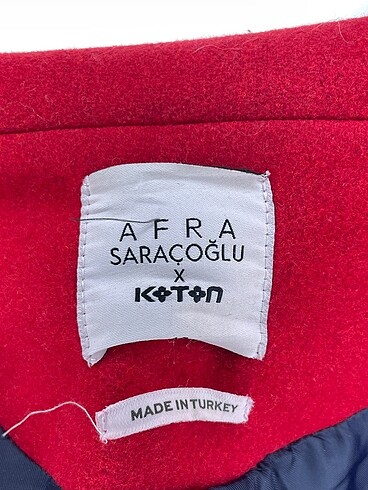 AFRA
SARAÇOĞLU
X
KOTON
MADE IN TURKEY